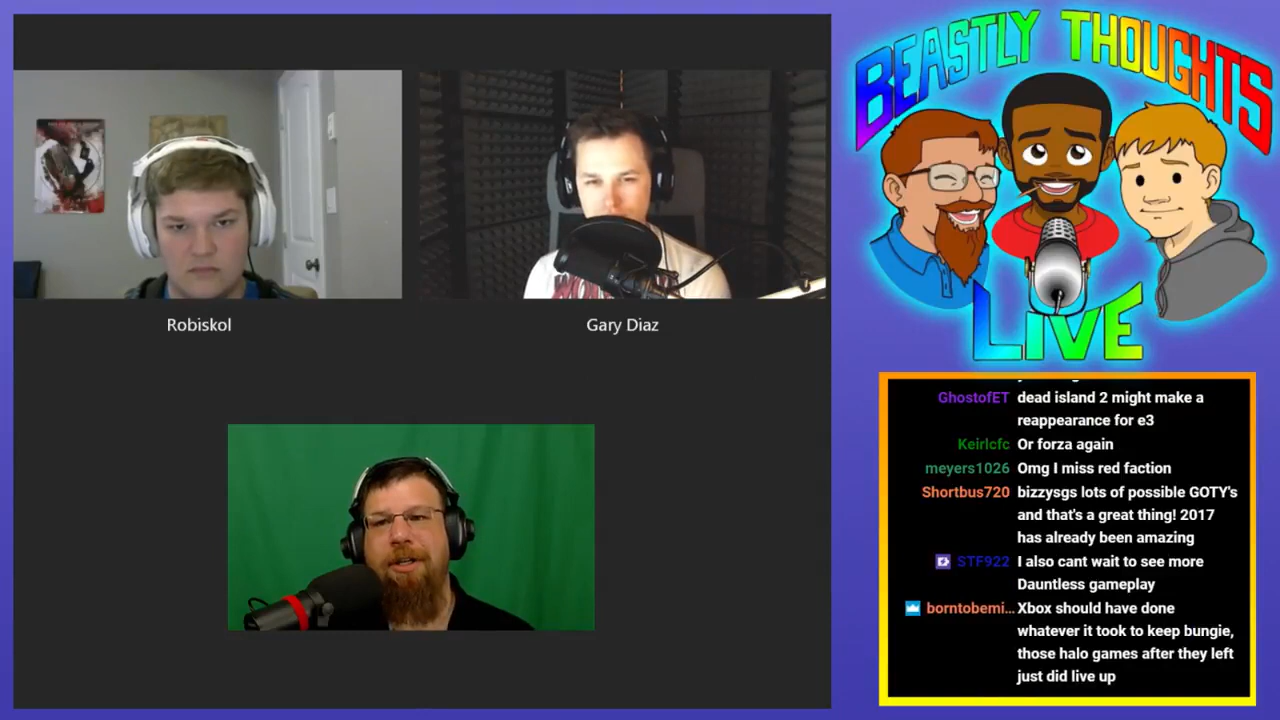 BEASTLY THOUGHTS
LIVE
Robiskol
Gary Diaz
GhostofET dead island 2 might make a
reappearance for e3
Keirlcfc Or forza again
meyers1026 Omg I miss red faction
Shortbus720 bizzysgs lots of possible GOTY's
and that's a great thing! 2017
has already been amazing
STF922 I also cant wait to see more
Dauntless gameplay
borntobemi... Xbox should have done
whatever it took to keep bungie,
those halo games after they left
just did live up